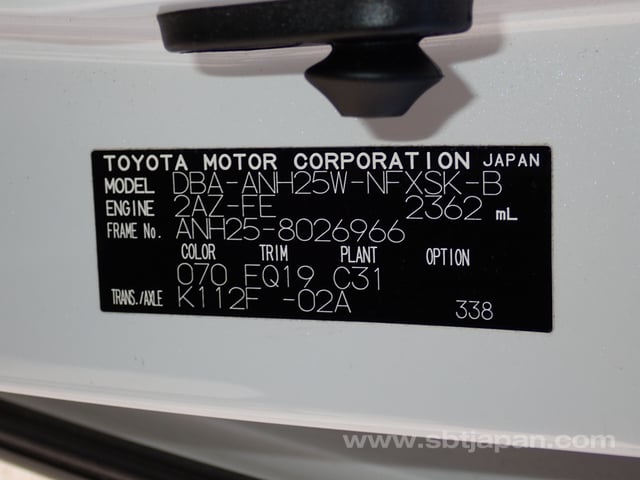 TOYOTA MOTOR CORPORATION JAPAN
MODEL DBA-ANH25W-NFXSK-B
ENGINE 2AZ-FE 2362 mL
FRAME No. ANH25-8026966
COLOR TRIM PLANT OPTION
070 FQ19 C31
TRANS./AXLE K112F -02A 338
www.sbtjapan.com